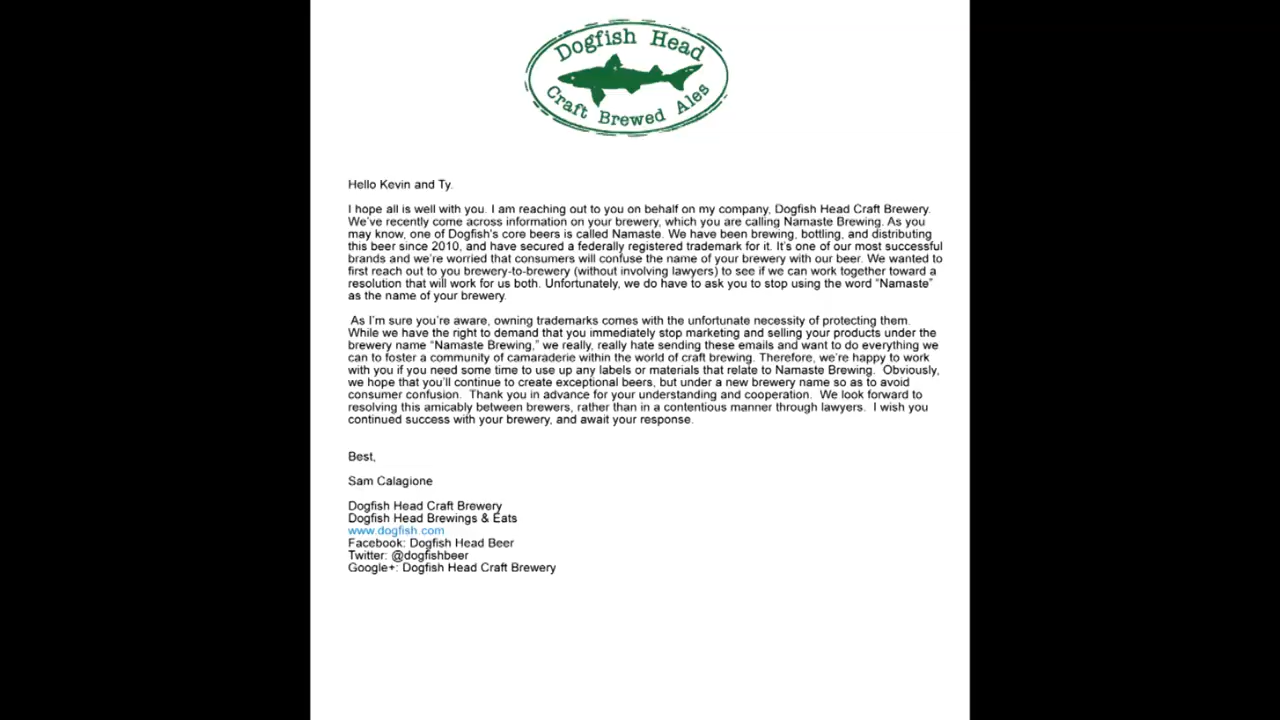 Dogfish Head
Craft Brewed Ales
Hello Kevin and Ty.
I hope all is well with you. I am reaching out to you on behalf on my company, Dogfish Head Craft Brewery.
We've recently come across information on your brewery, which you are calling Namaste Brewing. As you
may know, one of Dogfish's core beers is called Namaste. We have been brewing, bottling, and distributing
this beer since 2010, and have secured a federally registered trademark for it. It's one of our most successful
brands and we're worried that consumers will confuse the name of your brewery with our beer. We wanted to
first reach out to you brewery-to-brewery (without involving lawyers) to see if we can work together toward a
resolution that will work for us both. Unfortunately, we do have to ask you to stop using the word “Namaste”
as the name of your brewery.
As I'm sure you're aware, owning trademarks comes with the unfortunate necessity of protecting them.
While we have the right to demand that you immediately stop marketing and selling your products under the
brewery name “Namaste Brewing,” we really, really hate sending these emails and want to do everything we
can to foster a community of camaraderie within the world of craft brewing. Therefore, we're happy to work
with you if you need some time to use up any labels or materials that relate to Namaste Brewing.  Obviously,
we hope that you'll continue to create exceptional beers, but under a new brewery name so as to avoid
consumer confusion.  Thank you in advance for your understanding and cooperation.  We look forward to
resolving this amicably between brewers, rather than in a contentious manner through lawyers.  I wish you
continued success with your brewery, and await your response.
Best,
Sam Calagione
Dogfish Head Craft Brewery
Dogfish Head Brewings & Eats
www.dogfish.com
Facebook: Dogfish Head Beer
Twitter: @dogfishbeer
Google+: Dogfish Head Craft Brewery